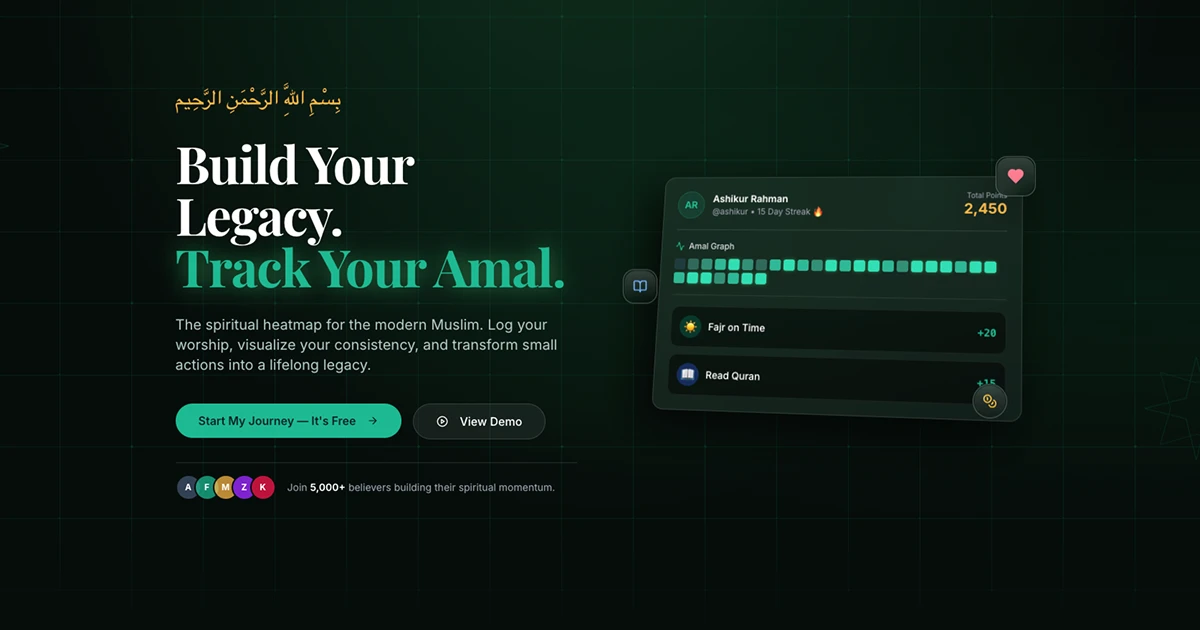 بِسْمِ اللهِ الرَّحْمَنِ الرَّحِيم
Build Your
Legacy.
Track Your Amal.
The spiritual heatmap for the modern Muslim. Log your
worship, visualize your consistency, and transform small
actions into a lifelong legacy.
Start My Journey — It's Free →
View Demo
A F M Z K
Join 5,000+ believers building their spiritual momentum.
AR
Ashikur Rahman
@ashikur • 15 Day Streak 🔥
Total Points
2,450
Amal Graph
Fajr on Time
+20
Read Quran
+15